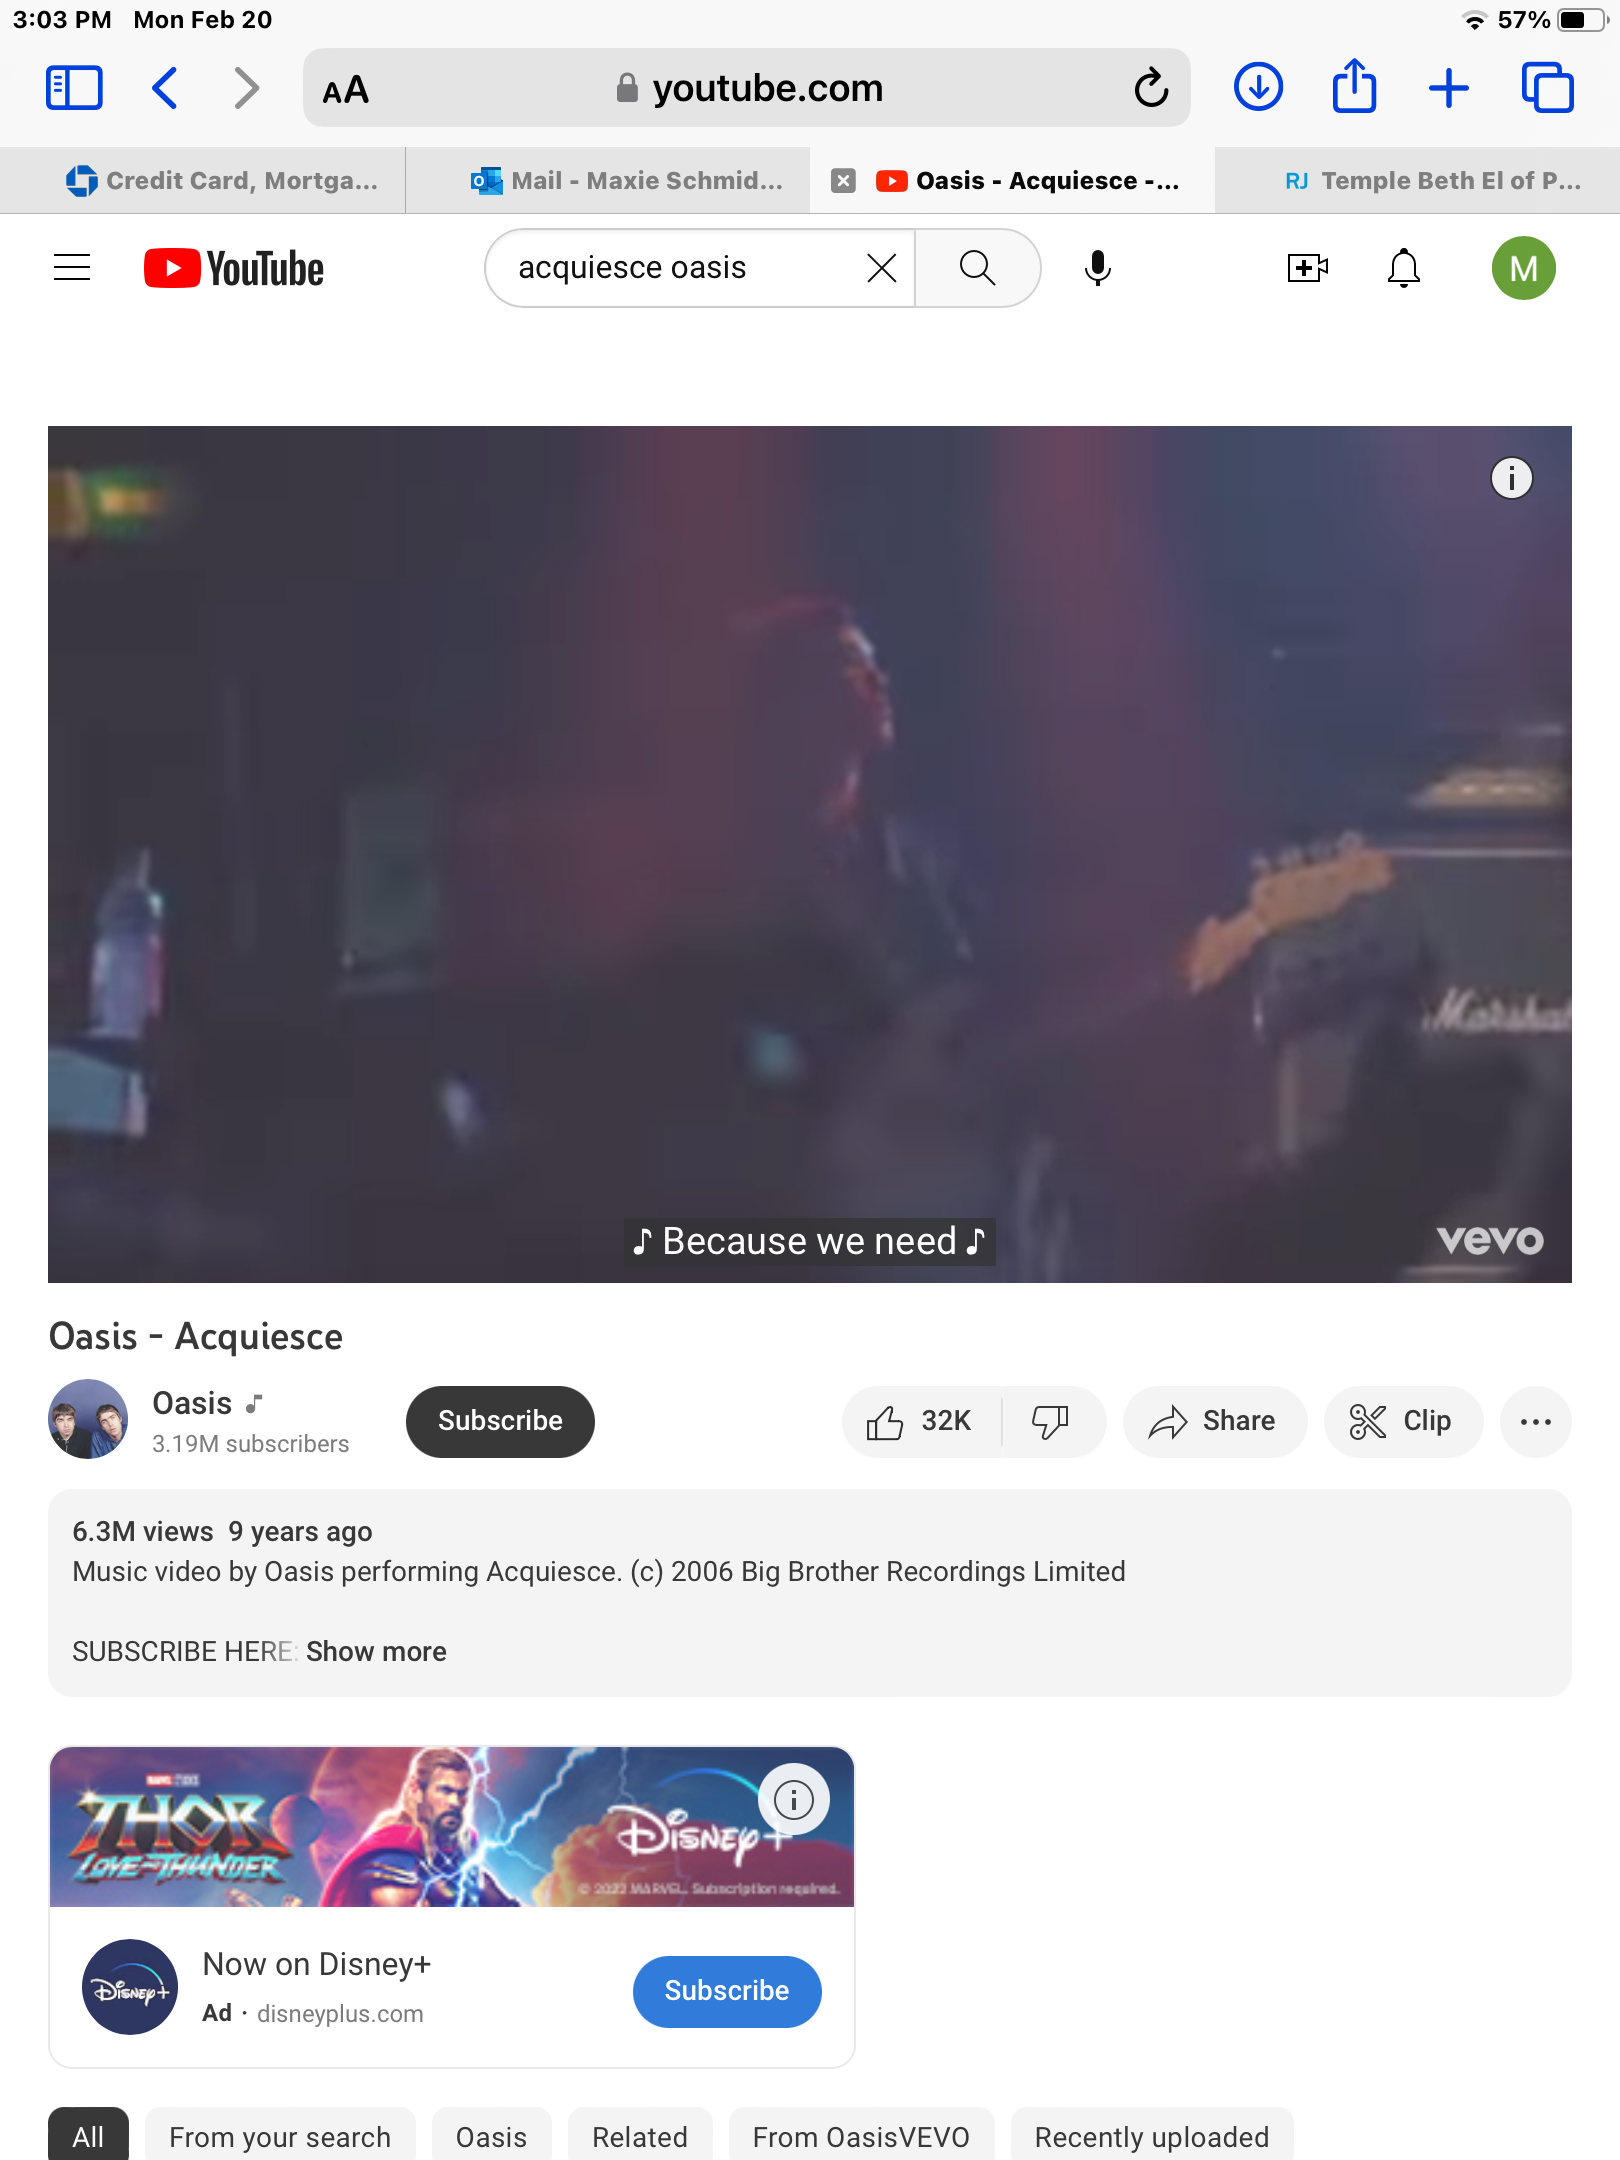 3:03 PM Mon Feb 20 57%
AA youtube.com
Credit Card, Mortga... Mail - Maxie Schmid... Oasis - Acquiesce -... RJ Temple Beth El of P...
YouTube acquiesce oasis M
Marshal
♪ Because we need ♪
vevo
Oasis - Acquiesce
Oasis
3.19M subscribers
Subscribe 32K Share Clip
6.3M views 9 years ago
Music video by Oasis performing Acquiesce. (c) 2006 Big Brother Recordings Limited
SUBSCRIBE HERE: Show more
MARVEL STUDIOS
THOR
LOVE AND THUNDER
Disney+
© 2022 MARVEL. Subscription required.
Disney+
Now on Disney+
Ad · disneyplus.com
Subscribe
All From your search Oasis Related From OasisVEVO Recently uploaded